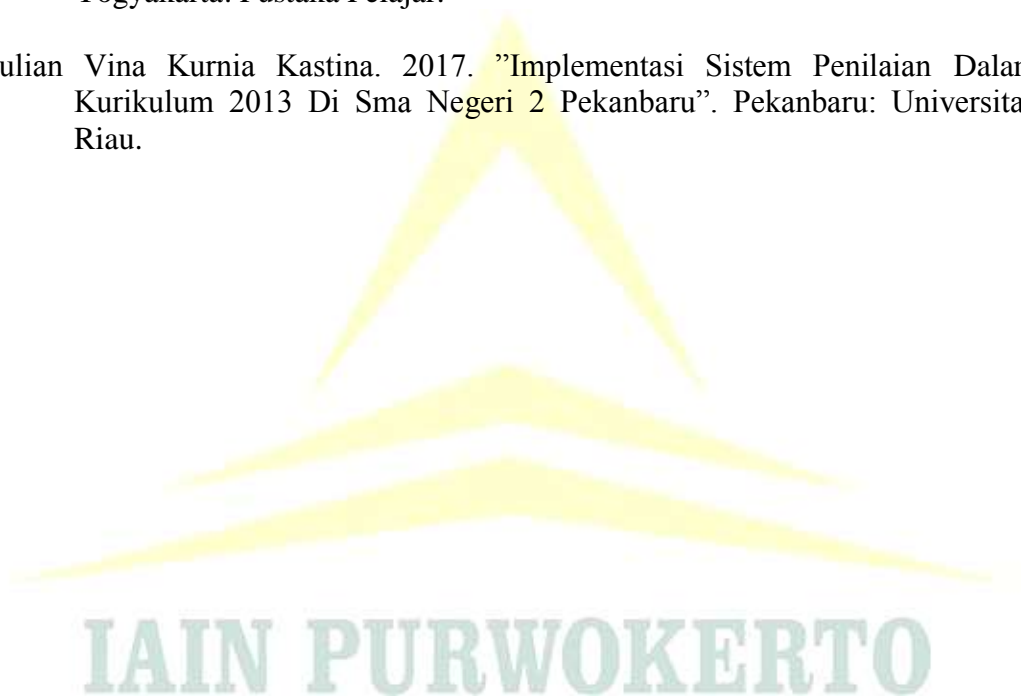 Yogyakarta: Pustaka Pelajar.
ulian Vina Kurnia Kastina. 2017. ”Implementasi Sistem Penilaian Dalam
Kurikulum 2013 Di Sma Negeri 2 Pekanbaru”. Pekanbaru: Universita
Riau.
IAIN PURWOKERTO